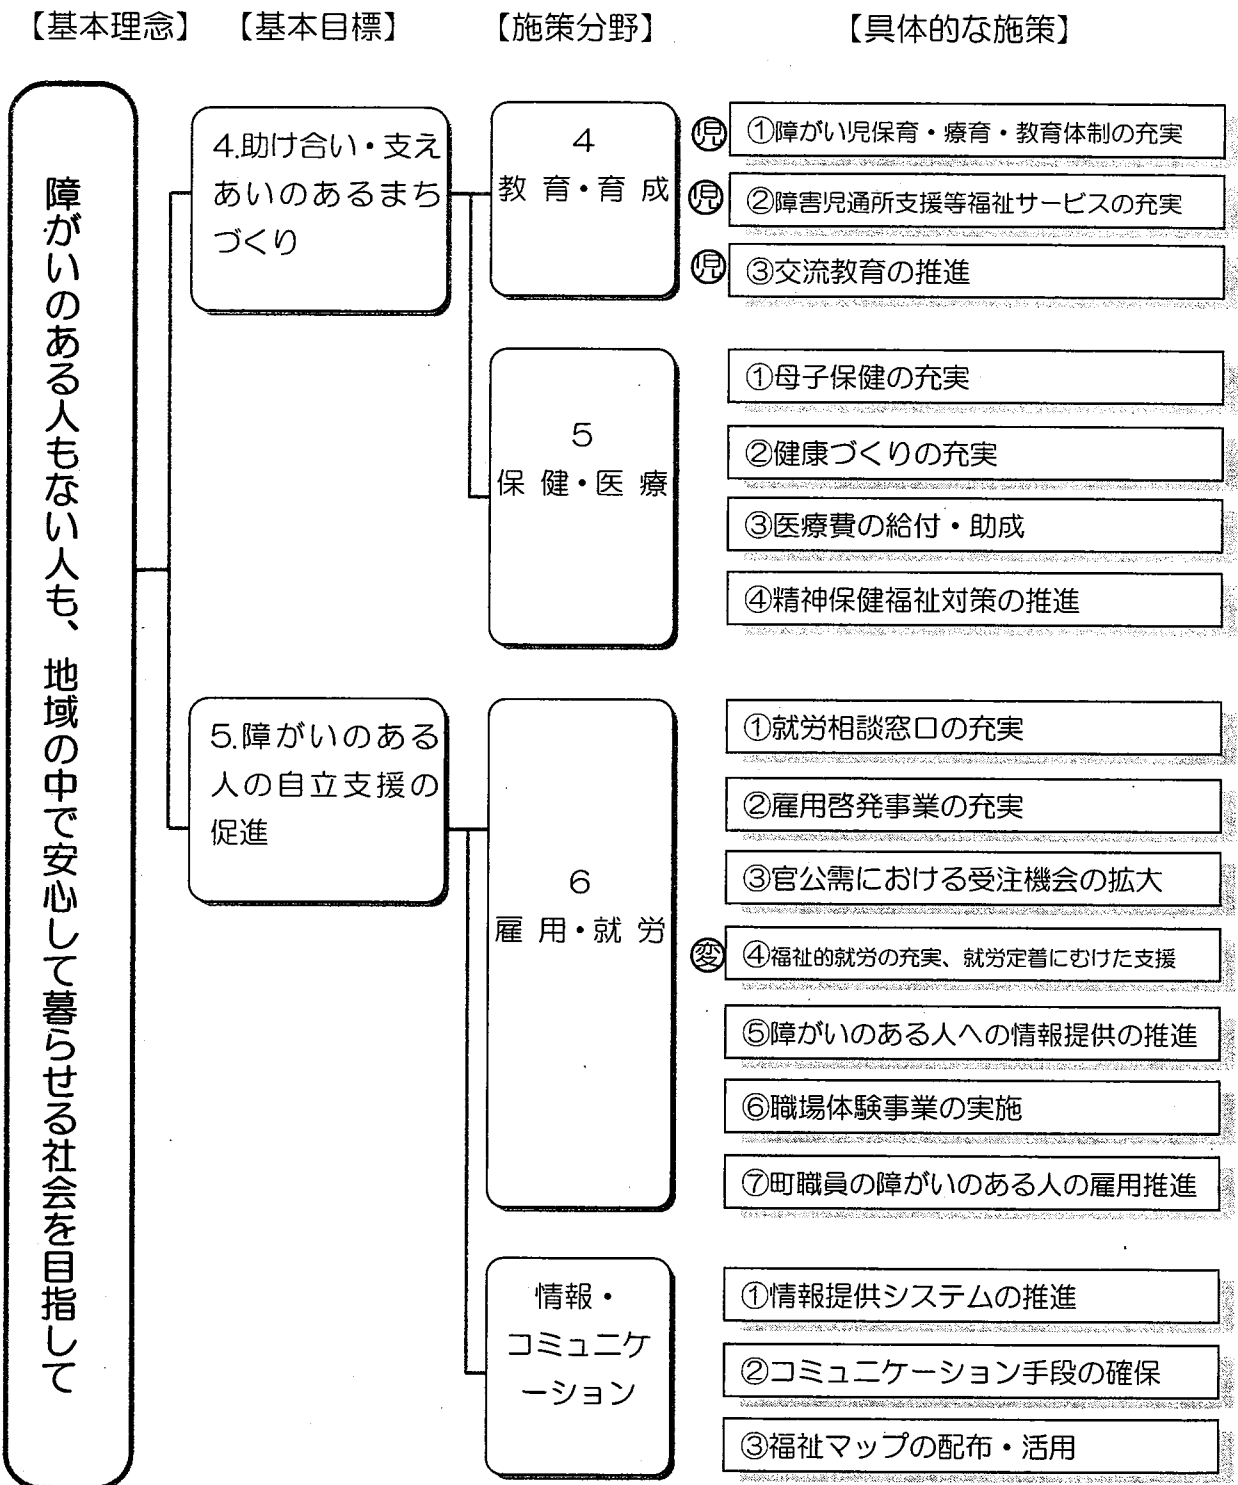 【基本理念】 【基本目標】 【施策分野】 【具体的な施策】
障がいのある人もない人も、地域の中で安心して暮らせる社会を目指して
4.助け合い・支え
あいのあるまち
づくり
4
教育・育成
児 ①障がい児保育・療育・教育体制の充実
児 ②障害児通所支援等福祉サービスの充実
児 ③交流教育の推進
5
保健・医療
①母子保健の充実
②健康づくりの充実
③医療費の給付・助成
④精神保健福祉対策の推進
5.障がいのある
人の自立支援の
促進
6
雇用・就労
①就労相談窓口の充実
②雇用啓発事業の充実
③官公需における受注機会の拡大
変 ④福祉的就労の充実、就労定着にむけた支援
⑤障がいのある人への情報提供の推進
⑥職場体験事業の実施
⑦町職員の障がいのある人の雇用推進
情報・
コミュニケ
ーション
①情報提供システムの推進
②コミュニケーション手段の確保
③福祉マップの配布・活用